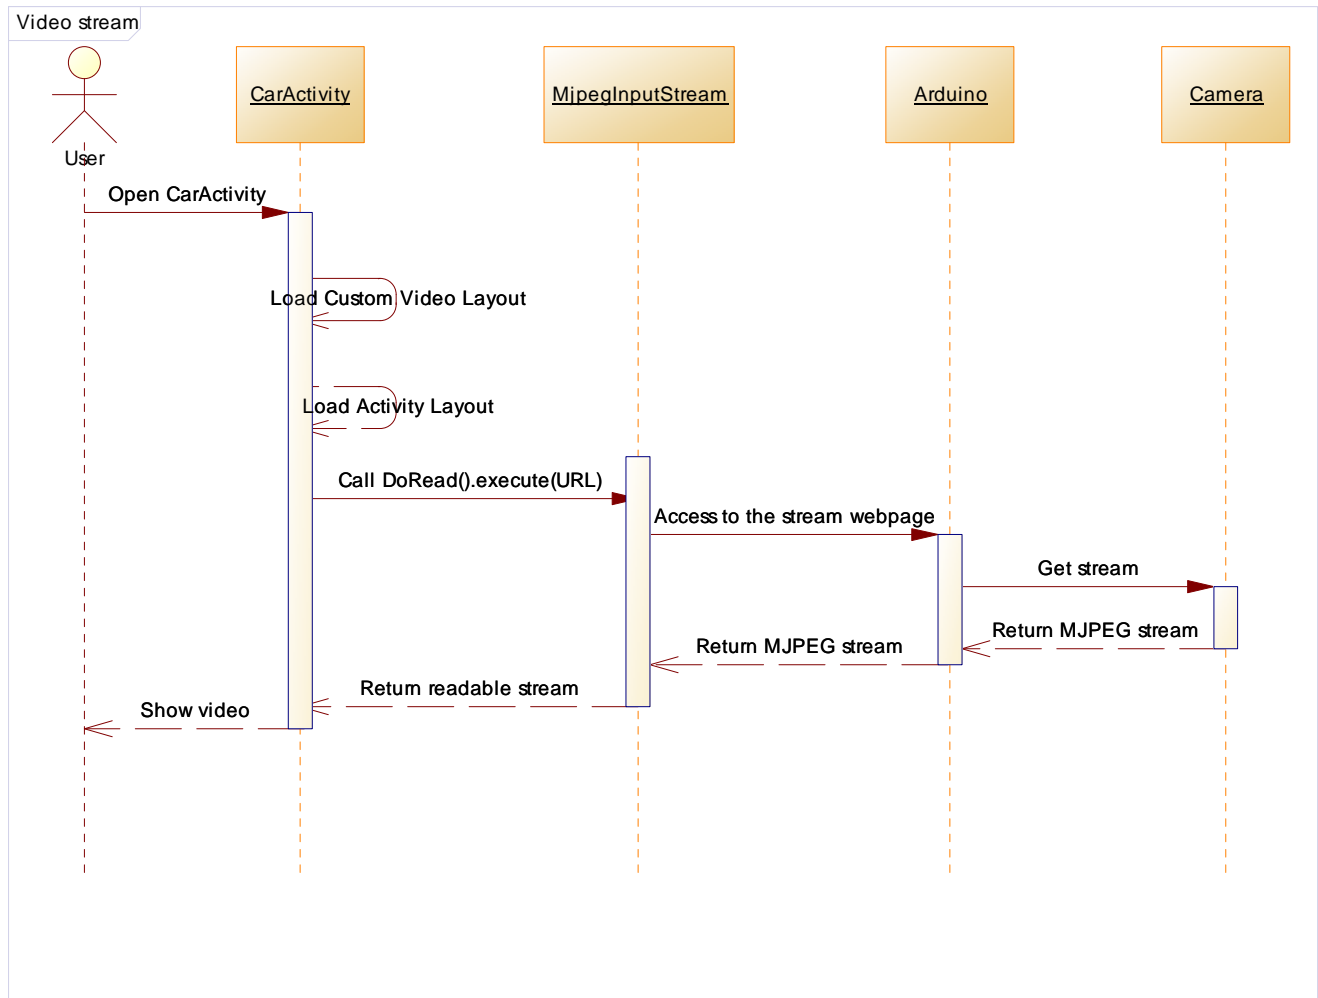 Video stream
CarActivity
MjpegInputStream
Arduino
Camera
User
Open CarActivity
Load Custom Video Layout
Load Activity Layout
Call DoRead().execute(URL)
Access to the stream webpage
Get stream
Return MJPEG stream
Return MJPEG stream
Return readable stream
Show video